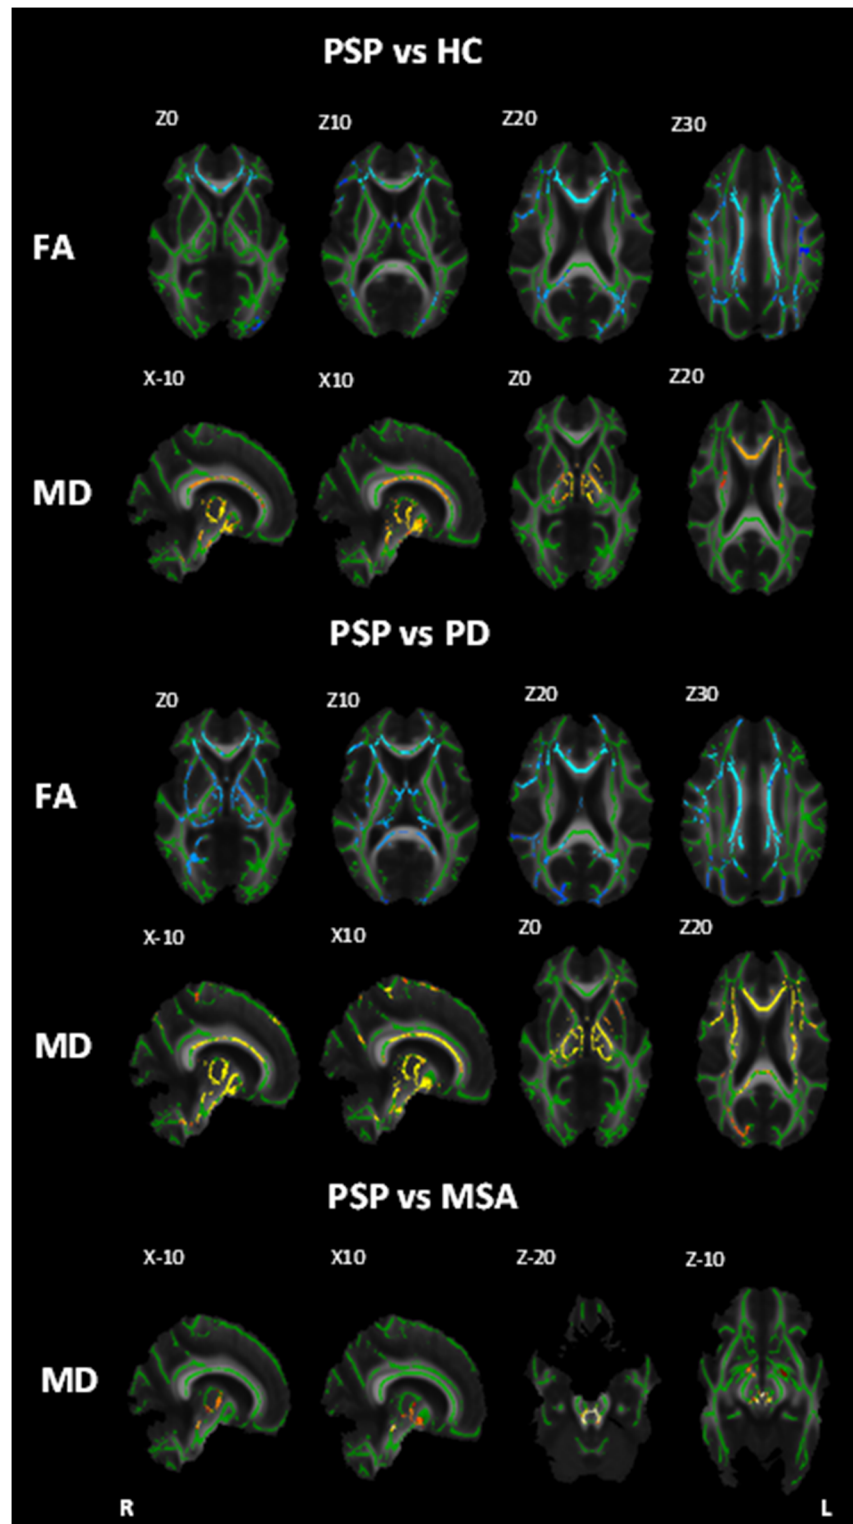 PSP vs HC
Z0 Z10 Z20 Z30
FA
X-10 X10 Z0 Z20
MD
PSP vs PD
Z0 Z10 Z20 Z30
FA
X-10 X10 Z0 Z20
MD
PSP vs MSA
X-10 X10 Z-20 Z-10
MD
R L